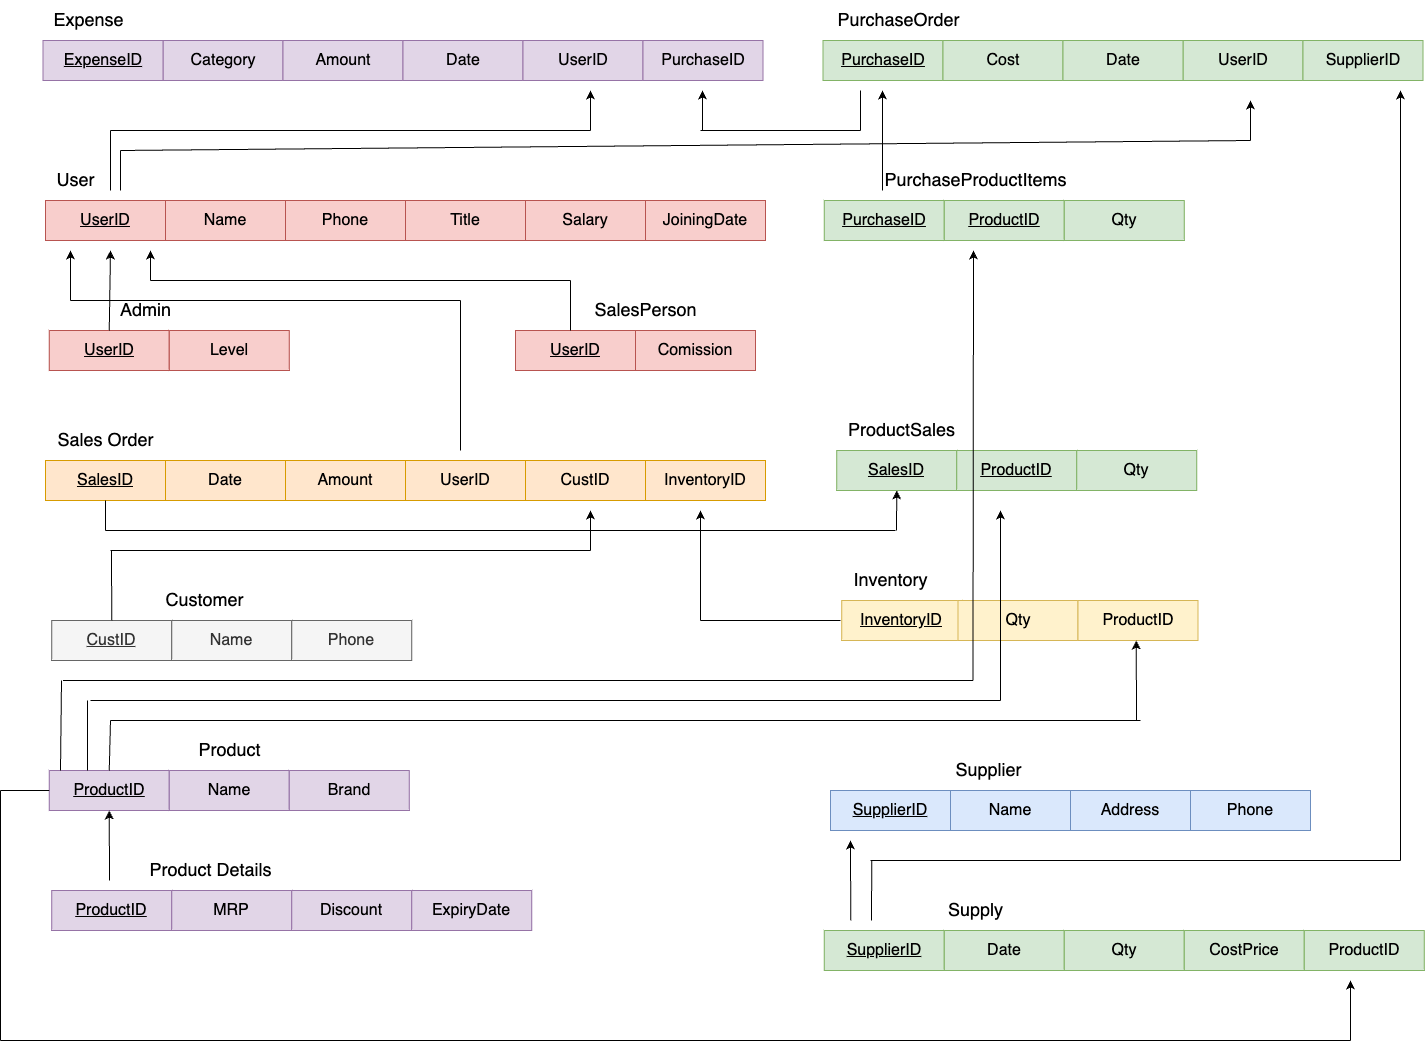 Expense
ExpenseID Category Amount Date UserID PurchaseID
PurchaseOrder
PurchaseID Cost Date UserID SupplierID
User
UserID Name Phone Title Salary JoiningDate
PurchaseProductItems
PurchaseID ProductID Qty
Admin
UserID Level
SalesPerson
UserID Comission
Sales Order
SalesID Date Amount UserID CustID InventoryID
ProductSales
SalesID ProductID Qty
Inventory
InventoryID Qty ProductID
Customer
CustID Name Phone
Product
ProductID Name Brand
Supplier
SupplierID Name Address Phone
Product Details
ProductID MRP Discount ExpiryDate
Supply
SupplierID Date Qty CostPrice ProductID